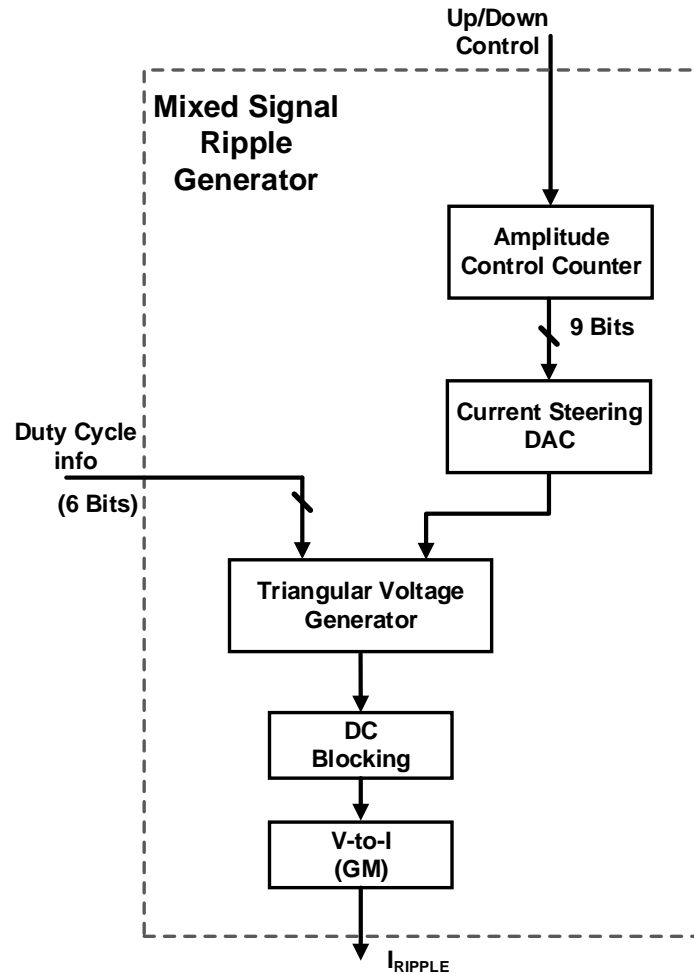 Up/Down
Control
Mixed Signal
Ripple
Generator
Amplitude
Control Counter
9 Bits
Current Steering
DAC
Duty Cycle
info
(6 Bits)
Triangular Voltage
Generator
DC
Blocking
V-to-I
(GM)
IRIPPLE